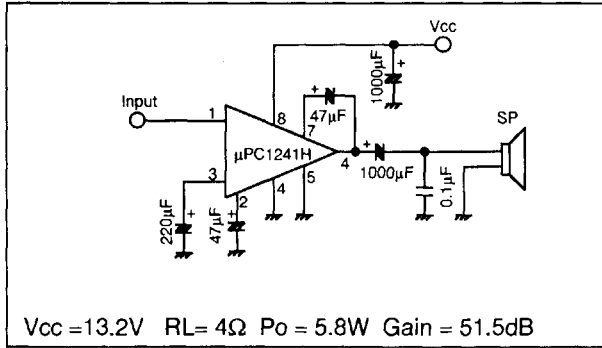 Vcc
1000µF
+
Input
1
8
+
47µF
7
µPC1241H
4
+
1000µF
SP
3
2
4
5
220µF
+
47µF
+
0.1µF
Vcc =13.2V RL= 4Ω Po = 5.8W Gain = 51.5dB